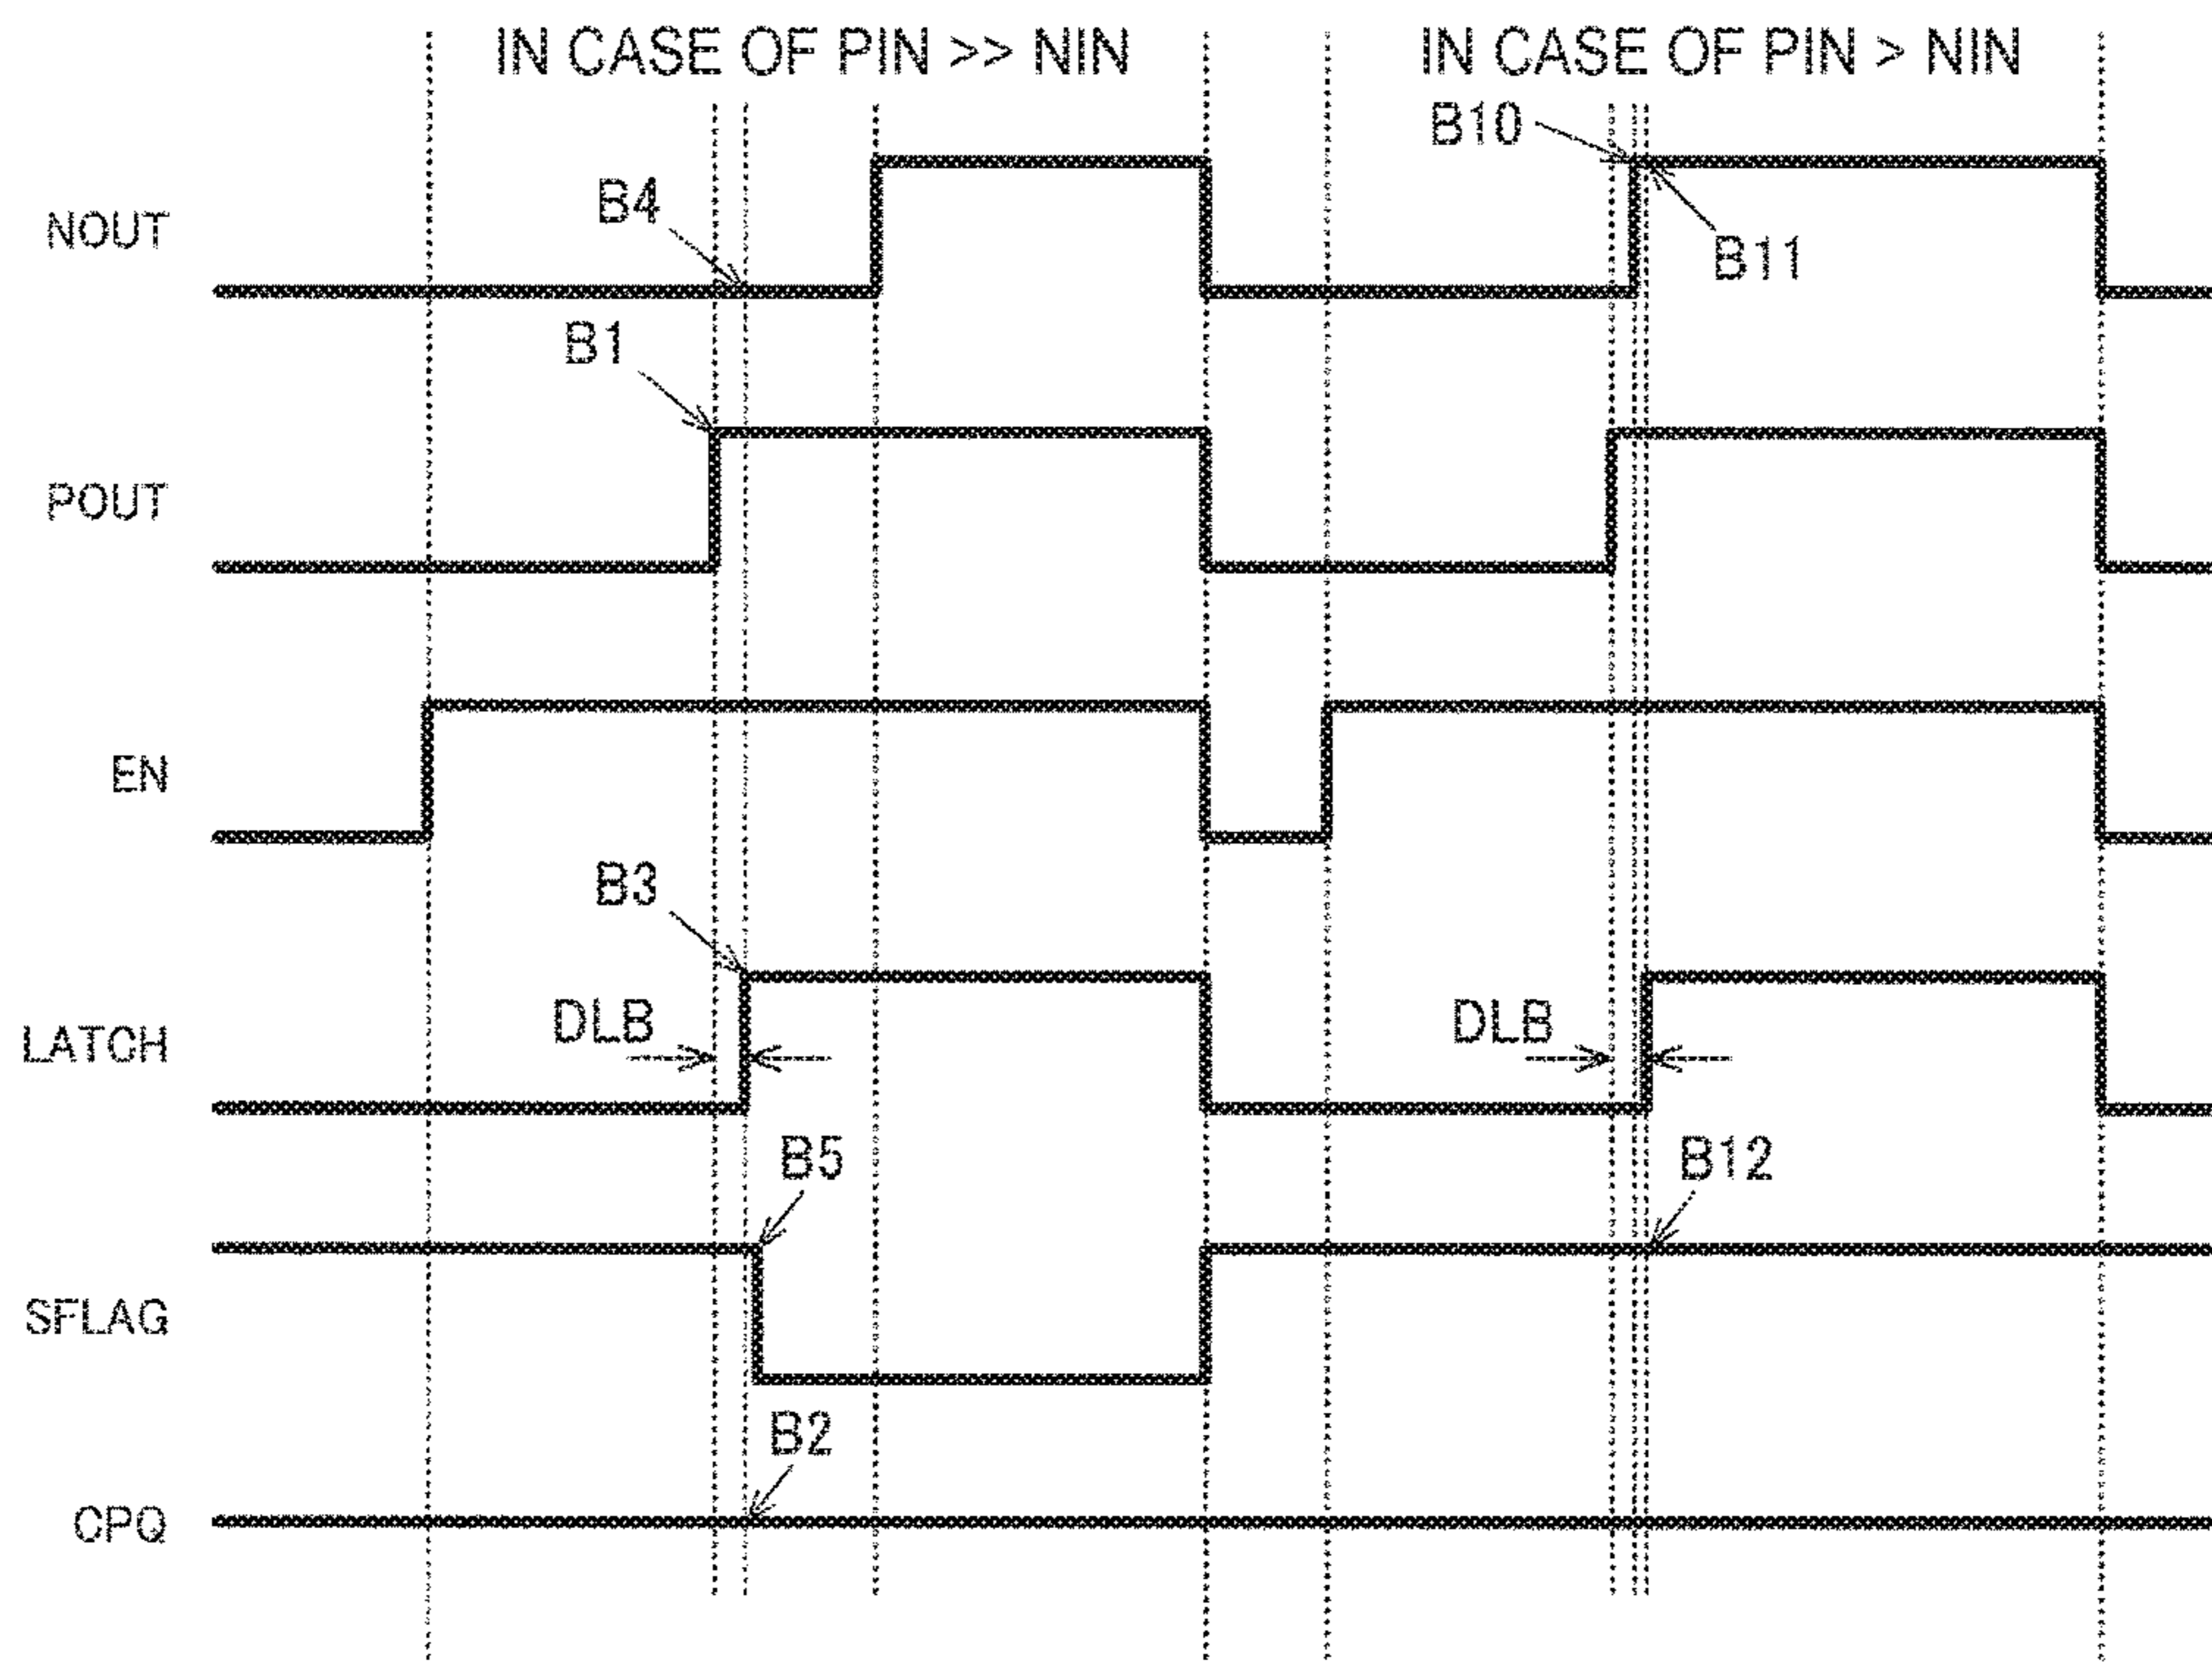 IN CASE OF PIN >> NIN
IN CASE OF PIN > NIN
B10
B4
NOUT
B11
B1
POUT
EN
B3
DLB
DLB
LATCH
B5
B12
SFLAG
B2
CPQ